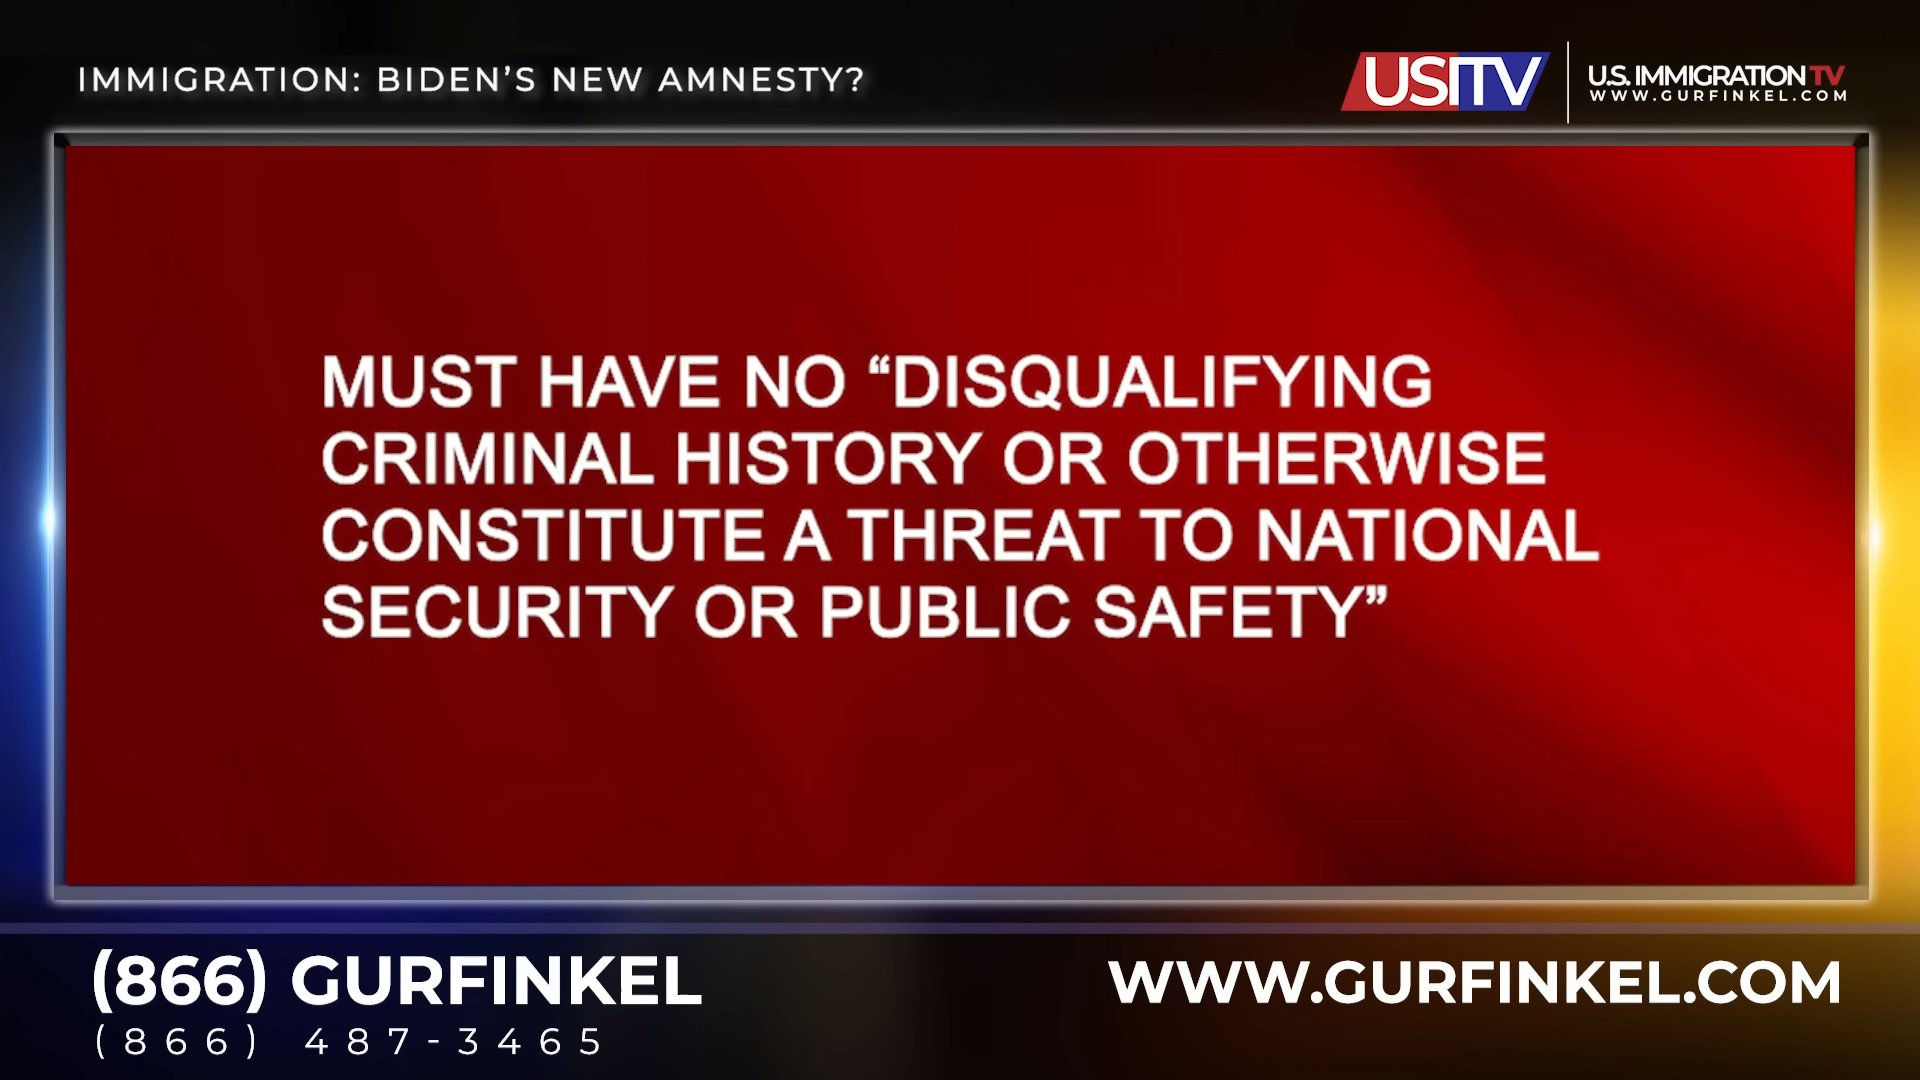 IMMIGRATION: BIDEN'S NEW AMNESTY?
USITV
U.S. IMMIGRATION TV
WWW.GURFINKEL.COM
MUST HAVE NO “DISQUALIFYING
CRIMINAL HISTORY OR OTHERWISE
CONSTITUTE A THREAT TO NATIONAL
SECURITY OR PUBLIC SAFETY”
(866) GURFINKEL
(866) 487-3465
WWW.GURFINKEL.COM